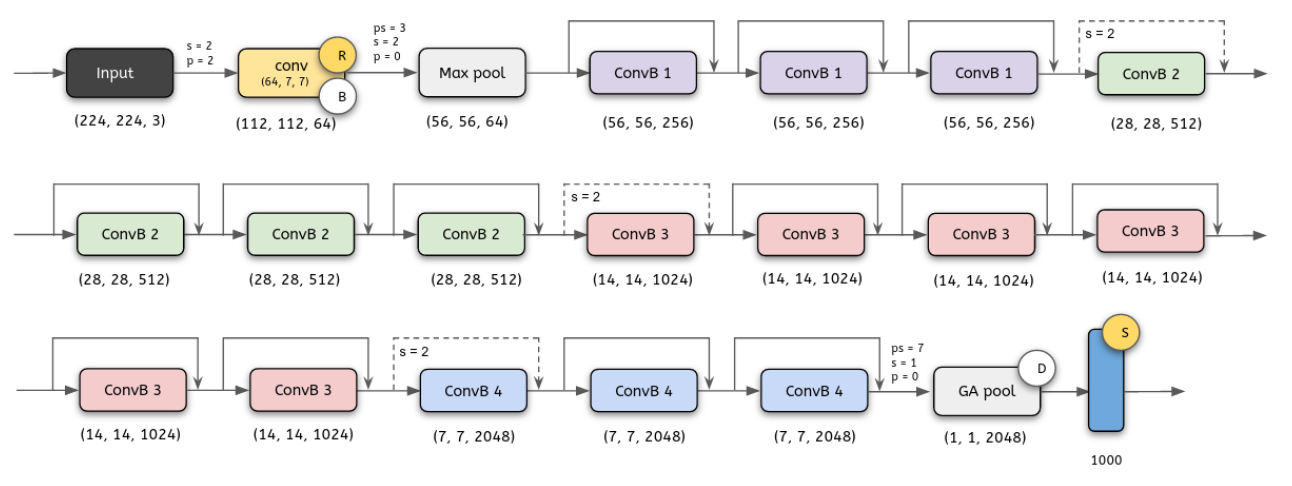 s = 2
p = 2
ps = 3
s = 2
p = 0
s = 2
Input
conv
(64, 7, 7)
R
B
Max pool
ConvB 1
ConvB 1
ConvB 1
ConvB 2
(224, 224, 3)
(112, 112, 64)
(56, 56, 64)
(56, 56, 256)
(56, 56, 256)
(56, 56, 256)
(28, 28, 512)
s = 2
ConvB 2
ConvB 2
ConvB 2
ConvB 3
ConvB 3
ConvB 3
ConvB 3
(28, 28, 512)
(28, 28, 512)
(28, 28, 512)
(14, 14, 1024)
(14, 14, 1024)
(14, 14, 1024)
(14, 14, 1024)
s = 2
ps = 7
s = 1
p = 0
ConvB 3
ConvB 3
ConvB 4
ConvB 4
ConvB 4
GA pool
D
S
(14, 14, 1024)
(14, 14, 1024)
(7, 7, 2048)
(7, 7, 2048)
(7, 7, 2048)
(1, 1, 2048)
1000